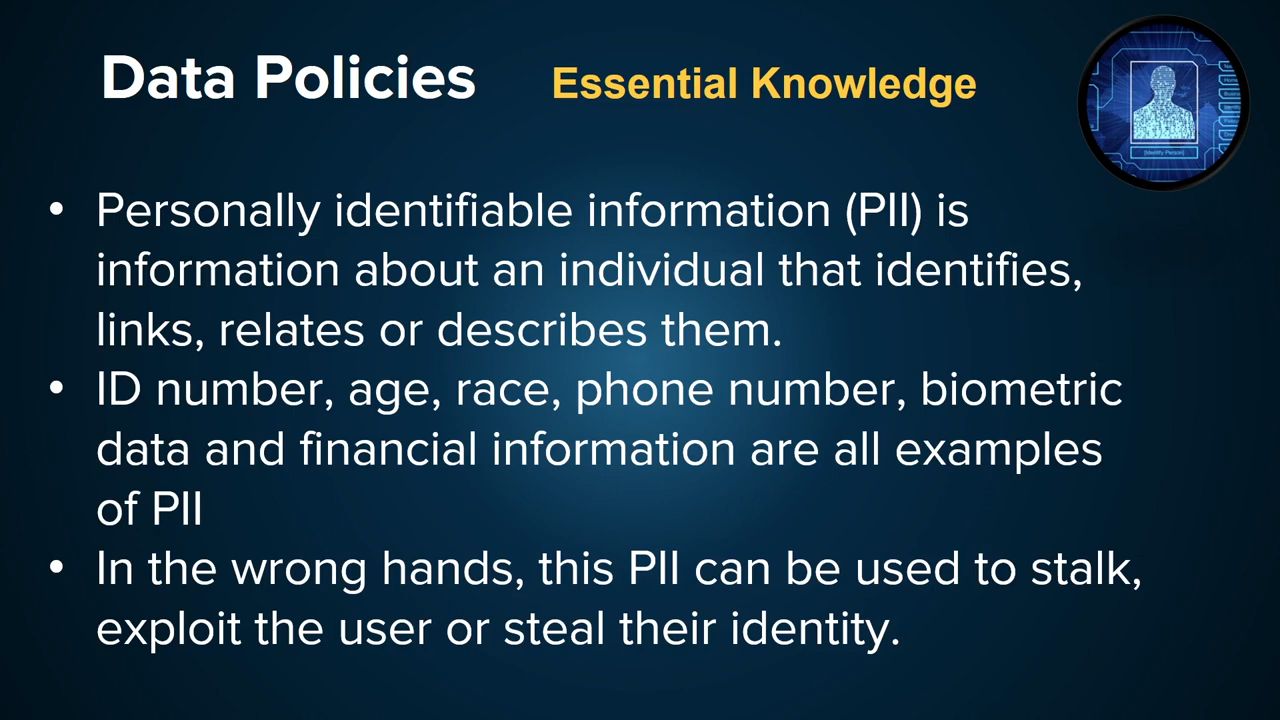 Data Policies Essential Knowledge
[Identify Person]
• Personally identifiable information (PII) is
information about an individual that identifies,
links, relates or describes them.
• ID number, age, race, phone number, biometric
data and financial information are all examples
of PII
• In the wrong hands, this PII can be used to stalk,
exploit the user or steal their identity.